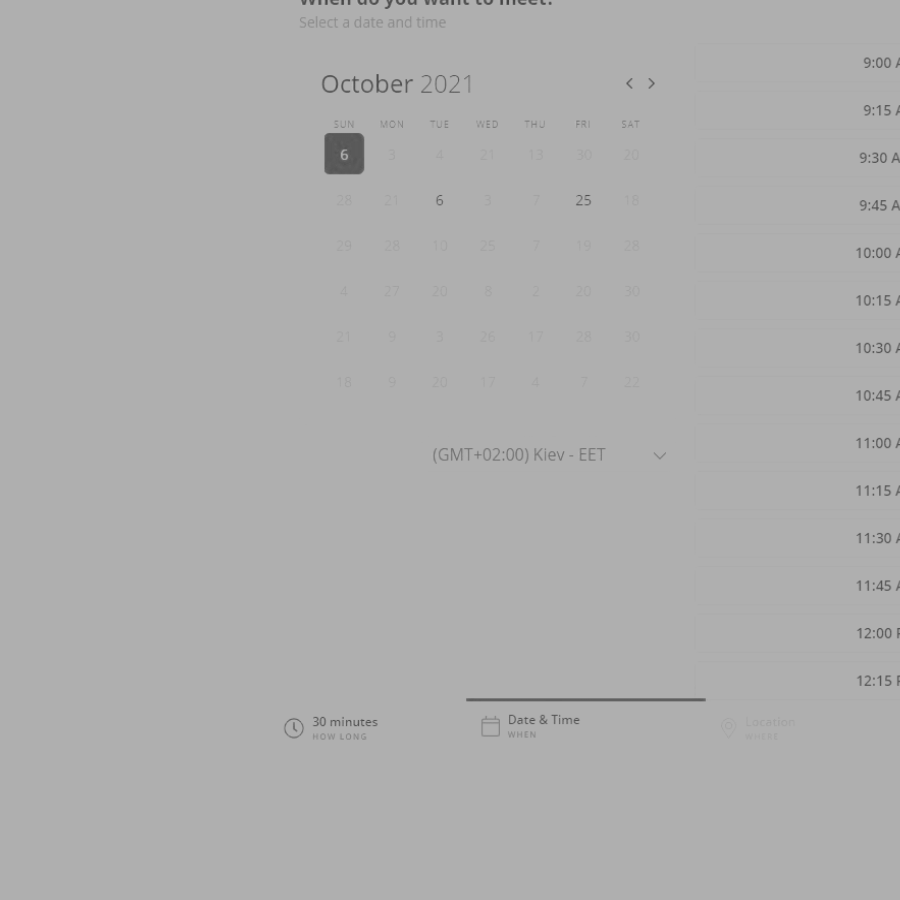 When do you want to meet?
Select a date and time
October 2021
SUN MON TUE WED THU FRI SAT
6 3 4 21 13 30 20
28 21 6 3 7 25 18
29 28 10 25 7 19 28
4 27 20 8 2 20 30
21 9 3 26 17 28 30
18 9 20 17 4 7 22
(GMT+02:00) Kiev - EET
9:00 A
9:15 A
9:30 A
9:45 A
10:00 A
10:15 A
10:30 A
10:45 A
11:00 A
11:15 A
11:30 A
11:45 A
12:00 P
12:15 P
30 minutes
HOW LONG
Date & Time
WHEN
Location
WHERE